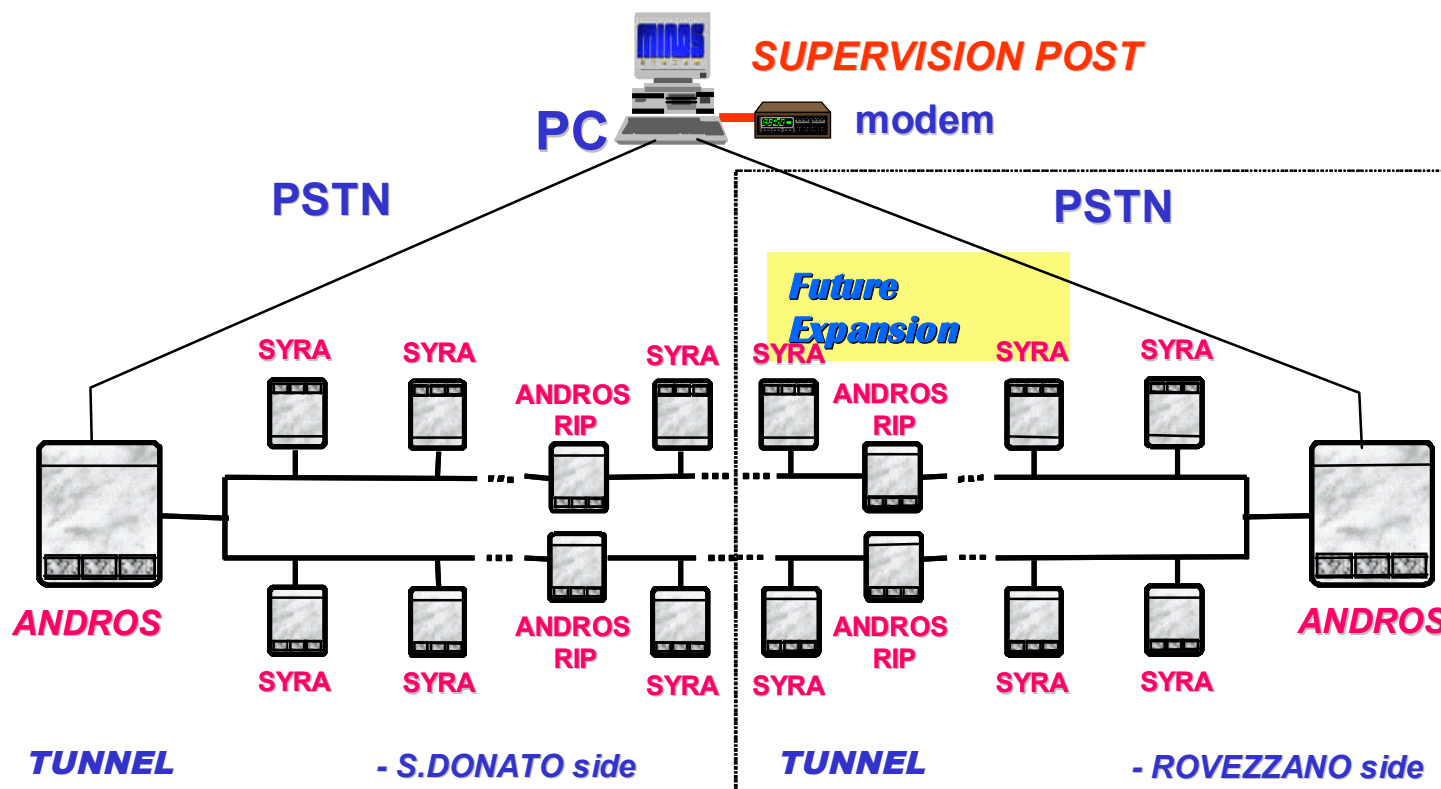 MINOS
SUPERVISION POST
PC
modem
PSTN
PSTN
Future
Expansion
SYRA
SYRA
SYRA
SYRA
SYRA
SYRA
ANDROS
RIP
ANDROS
RIP
ANDROS
ANDROS
RIP
ANDROS
RIP
ANDROS
SYRA
SYRA
SYRA
SYRA
SYRA
SYRA
TUNNEL
- S.DONATO side
TUNNEL
- ROVEZZANO side